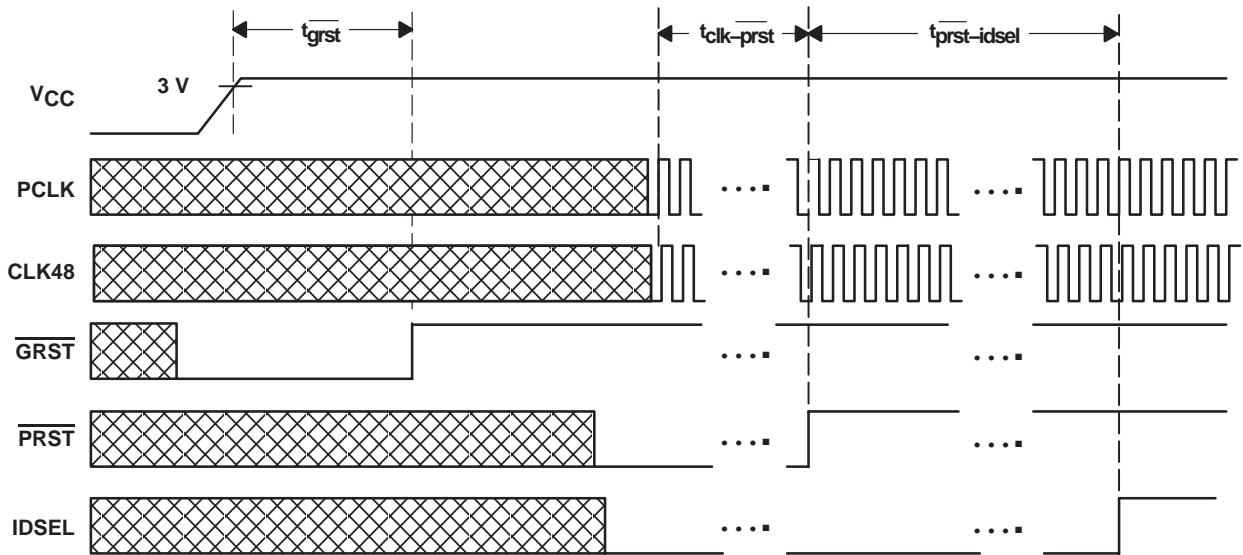 tgrst
tclk–prst
tprst–idsel
3 V
VCC
PCLK
CLK48
GRST
PRST
IDSEL